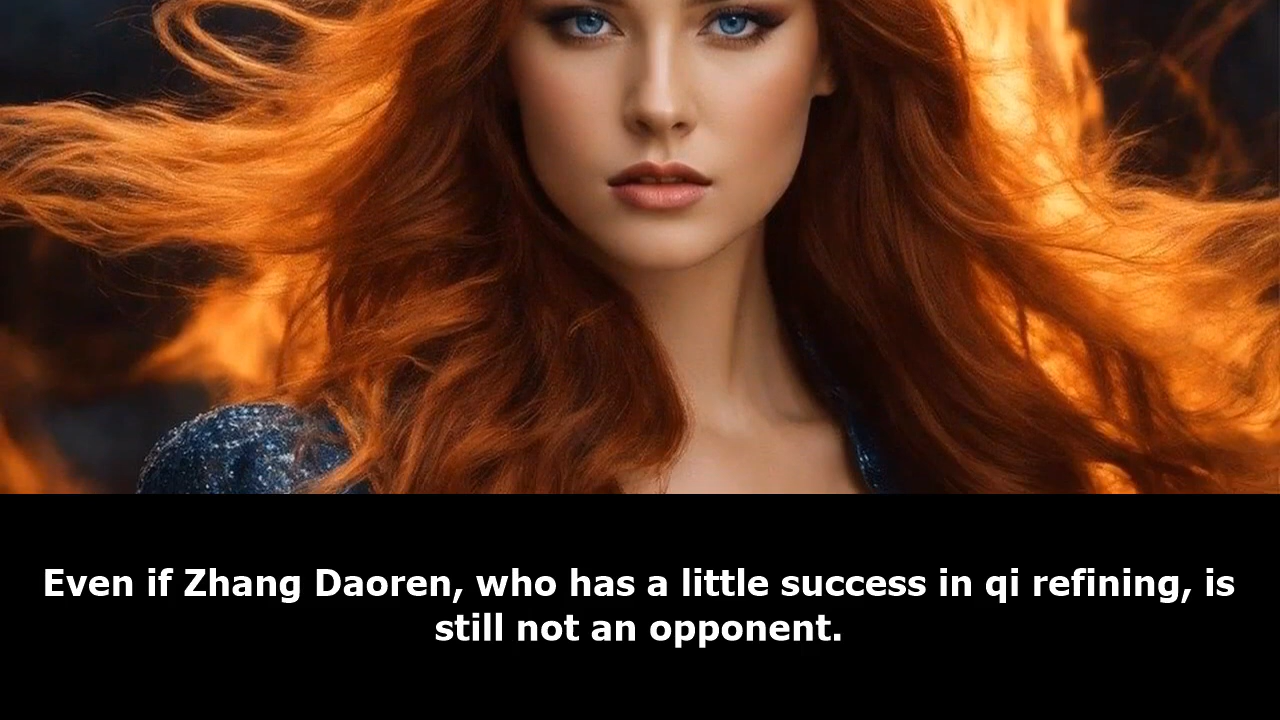 Even if Zhang Daoren, who has a little success in qi refining, is
still not an opponent.